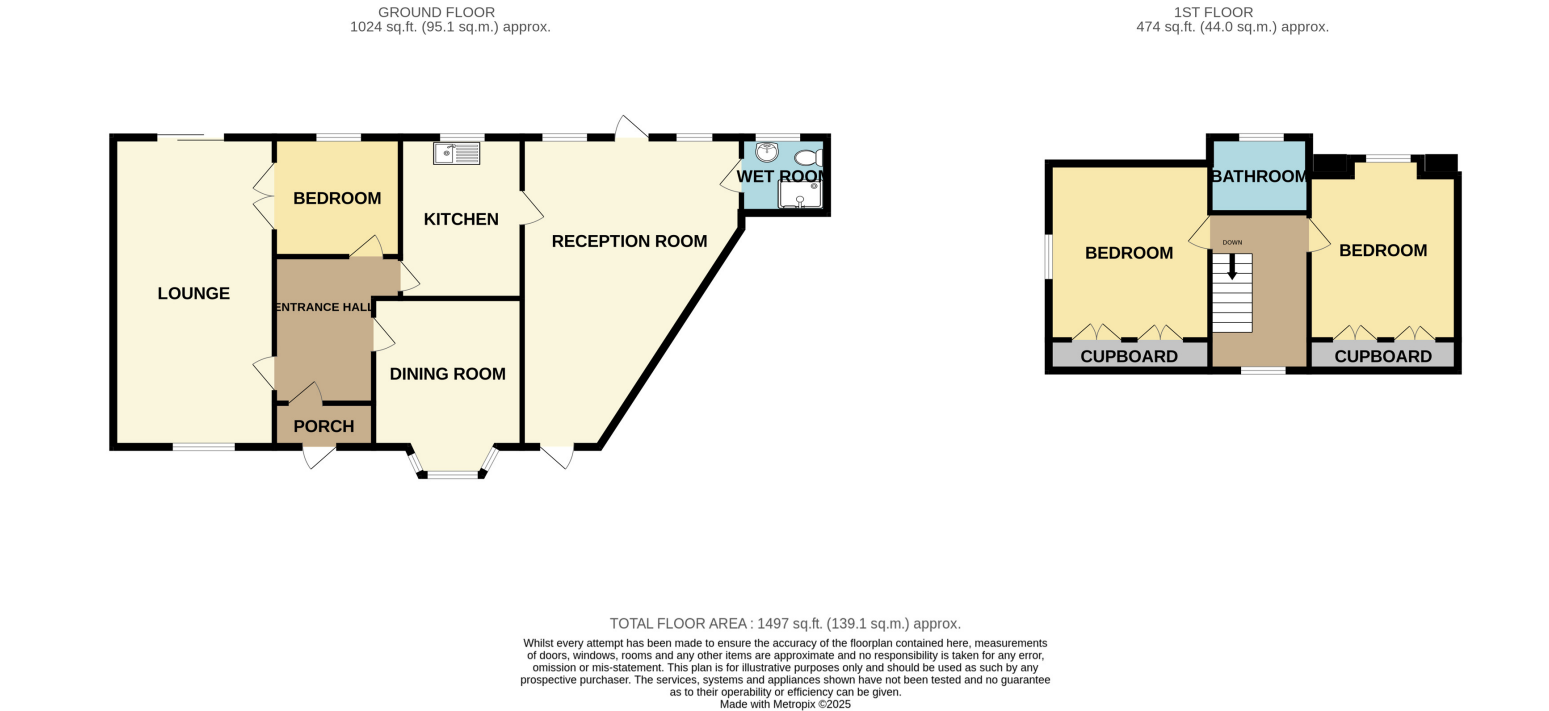 GROUND FLOOR
1024 sq.ft. (95.1 sq.m.) approx.
1ST FLOOR
474 sq.ft. (44.0 sq.m.) approx.
LOUNGE
BEDROOM
KITCHEN
RECEPTION ROOM
WET ROOM
ENTRANCE HALL
DINING ROOM
PORCH
BATHROOM
BEDROOM
DOWN
BEDROOM
CUPBOARD
CUPBOARD
TOTAL FLOOR AREA : 1497 sq.ft. (139.1 sq.m.) approx.
Whilst every attempt has been made to ensure the accuracy of the floorplan contained here, measurements
of doors, windows, rooms and any other items are approximate and no responsibility is taken for any error,
omission or mis-statement. This plan is for illustrative purposes only and should be used as such by any
prospective purchaser. The services, systems and appliances shown have not been tested and no guarantee
as to their operability or efficiency can be given.
Made with Metropix ©2025